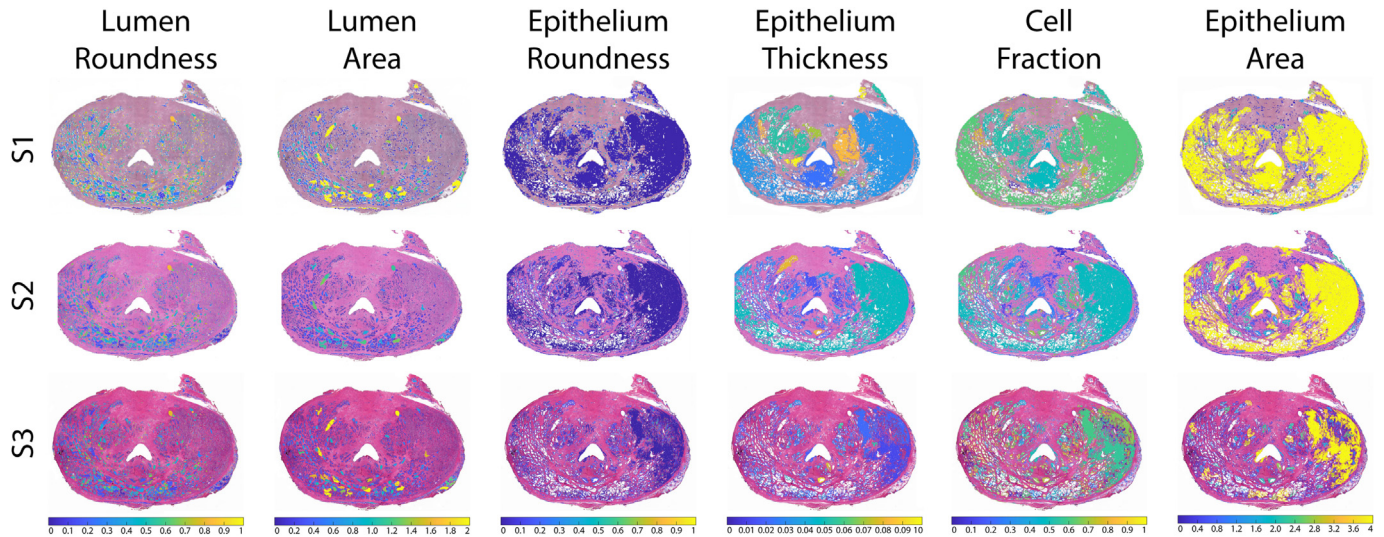 Lumen Roundness
Lumen Area
Epithelium Roundness
Epithelium Thickness
Cell Fraction
Epithelium Area
S1
S2
S3
0 0.1 0.2 0.3 0.4 0.5 0.6 0.7 0.8 0.9 1
0 0.2 0.4 0.6 0.8 1.0 1.2 1.4 1.6 1.8 2
0 0.1 0.2 0.3 0.4 0.5 0.6 0.7 0.8 0.9 1
0 0.01 0.02 0.03 0.04 0.05 0.06 0.07 0.08 0.09 10
0 0.1 0.2 0.3 0.4 0.5 0.6 0.7 0.8 0.9 1
0 0.4 0.8 1.2 1.6 2.0 2.4 2.8 3.2 3.6 4